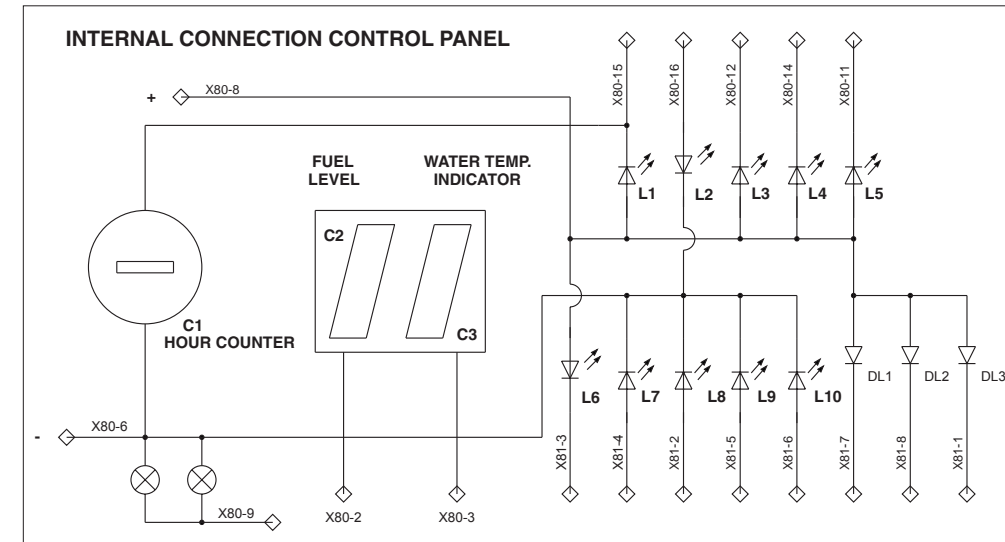 INTERNAL CONNECTION CONTROL PANEL
X80-15
X80-16
X80-12
X80-14
X80-11
+
X80-8
FUEL
LEVEL
WATER TEMP.
INDICATOR
L1
L2
L3
L4
L5
C2
C3
C1
HOUR COUNTER
L6
L7
L8
L9
L10
DL1
DL2
DL3
-
X80-6
X81-3
X81-4
X81-2
X81-5
X81-6
X81-7
X81-8
X81-1
X80-9
X80-2
X80-3